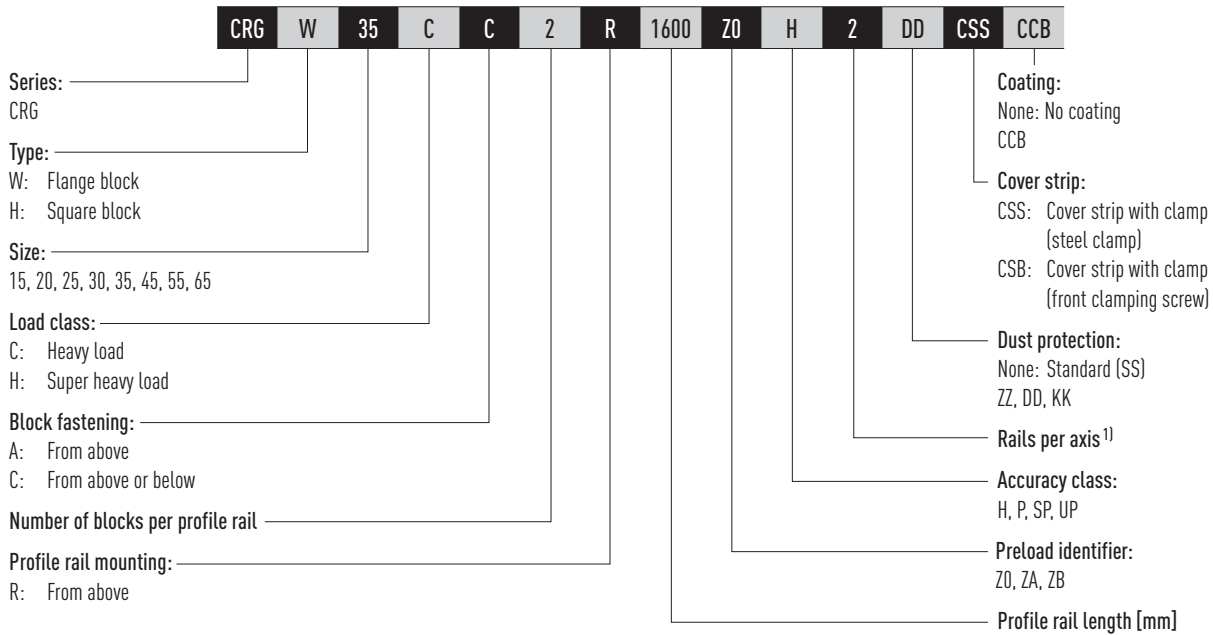 CRG W 35 C C 2 R 1600 Z0 H 2 DD CSS CCB
Series:
CRG
Type:
W: Flange block
H: Square block
Size:
15, 20, 25, 30, 35, 45, 55, 65
Load class:
C: Heavy load
H: Super heavy load
Block fastening:
A: From above
C: From above or below
Number of blocks per profile rail
Profile rail mounting:
R: From above
Coating:
None: No coating
CCB
Cover strip:
CSS: Cover strip with clamp
(steel clamp)
CSB: Cover strip with clamp
(front clamping screw)
Dust protection:
None: Standard (SS)
ZZ, DD, KK
Rails per axis 1)
Accuracy class:
H, P, SP, UP
Preload identifier:
Z0, ZA, ZB
Profile rail length [mm]